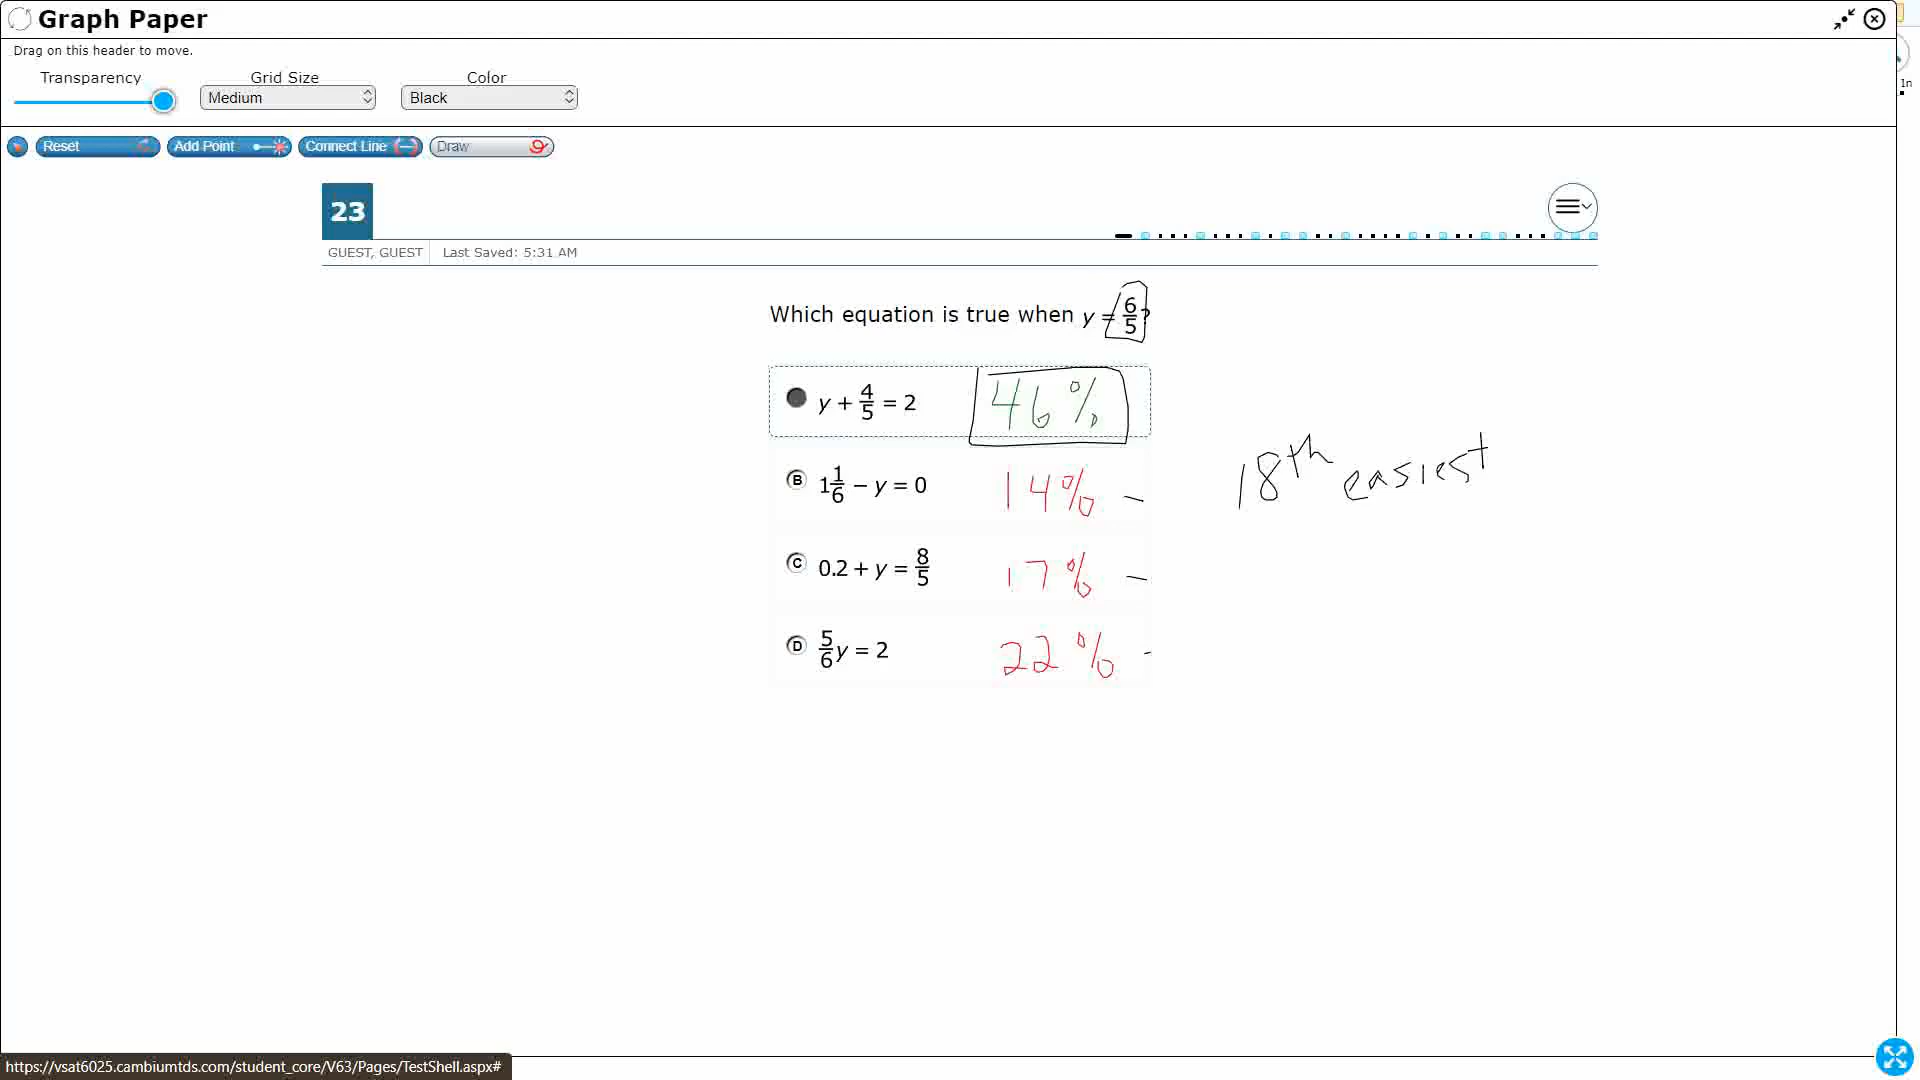 Graph Paper
Drag on this header to move.
Transparency Grid Size Color
Medium Black
Reset Add Point Connect Line Draw
1n
23
GUEST, GUEST Last Saved: 5:31 AM
Which equation is true when y = 6/5?
y + 4/5 = 2 46%
B 1 1/6 − y = 0 14% –
18th easiest
C 0.2 + y = 8/5 17% –
D 5/6 y = 2 22% -
https://vsat6025.cambiumtds.com/student_core/V63/Pages/TestShell.aspx#